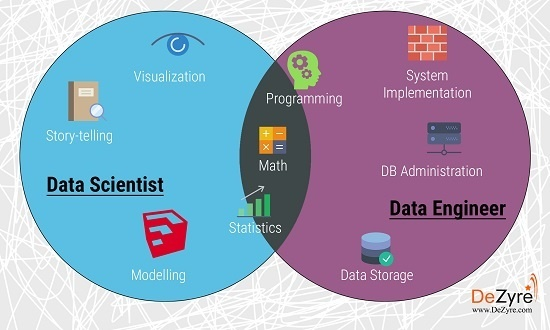 Visualization
Programming
System
Implementation
Story-telling
Math
DB Administration
Data Scientist
Data Engineer
Statistics
Modelling
Data Storage
DeZyre
www.DeZyre.com